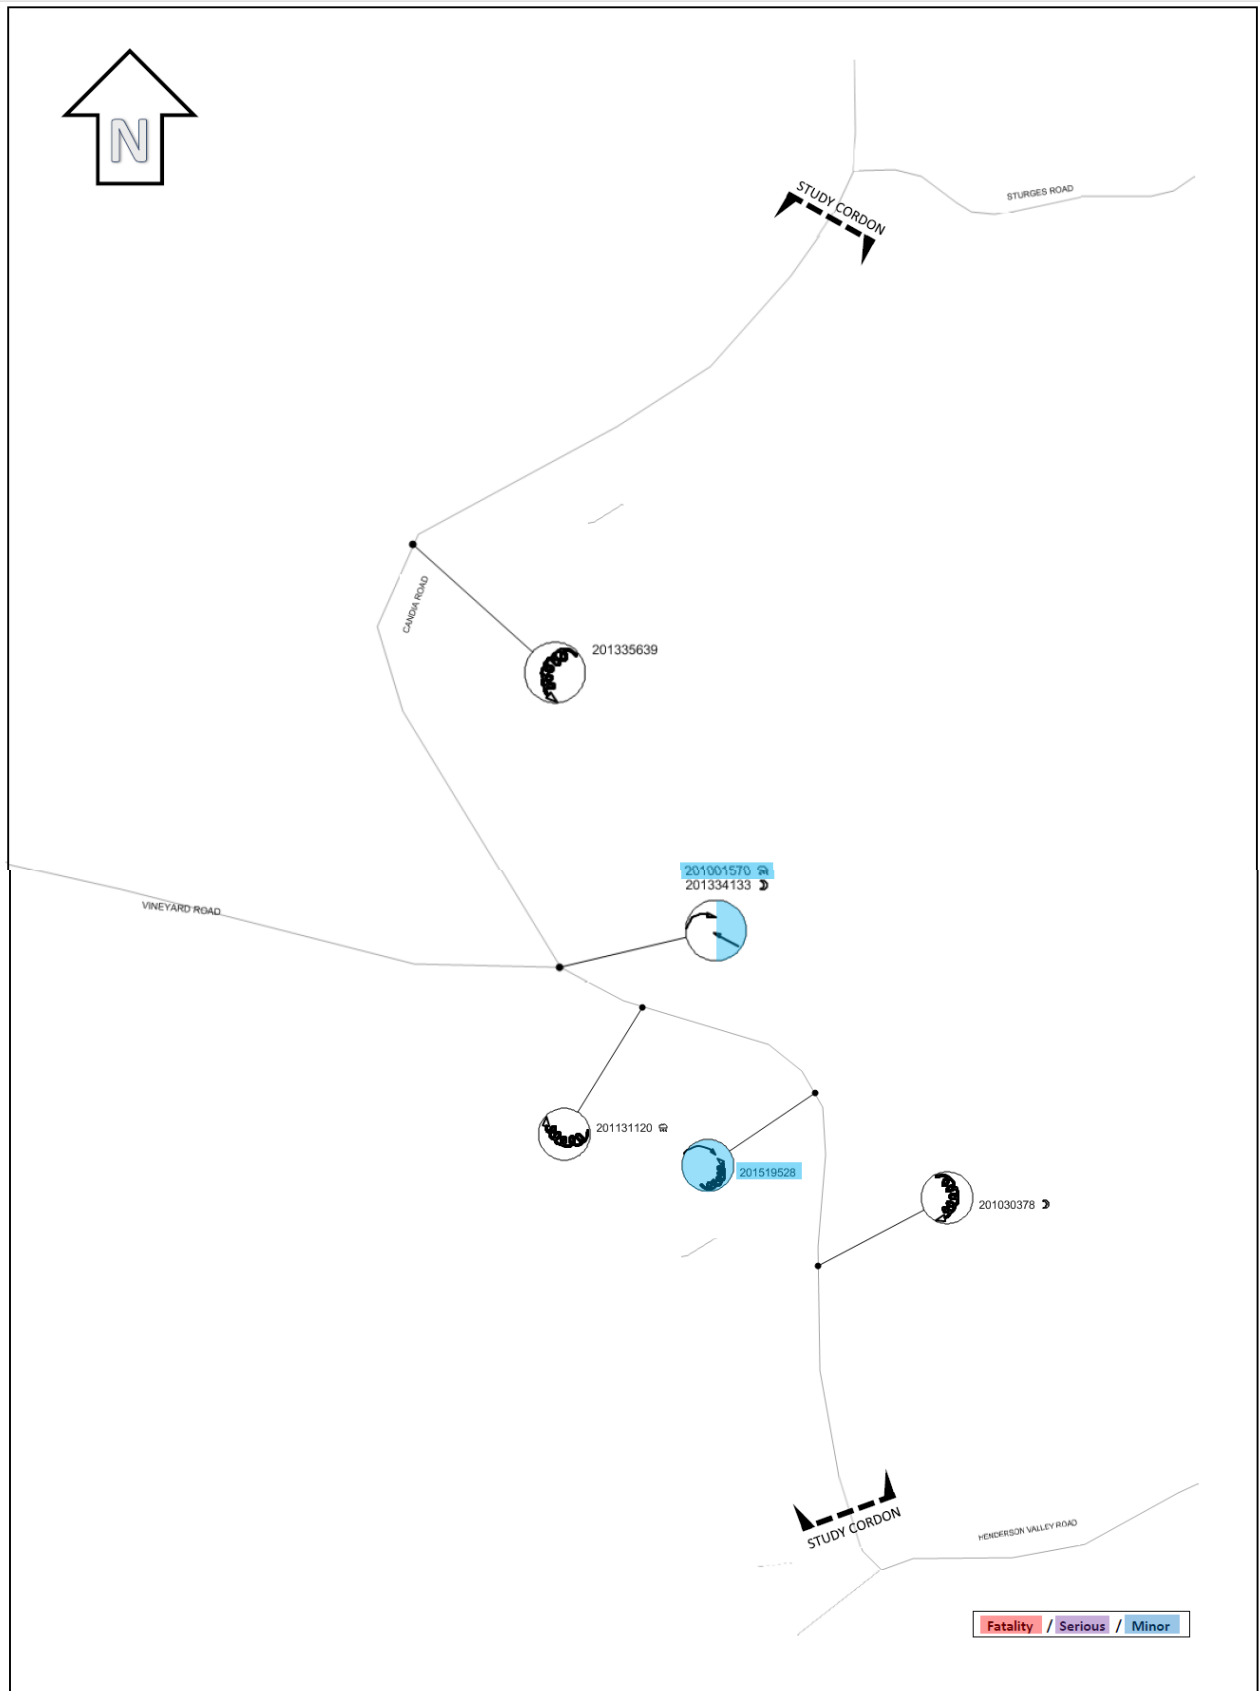 N
STURGES ROAD
STUDY CORDON
CANDIA ROAD
201335639
201001570
201334133
VINEYARD ROAD
201131120
201519528
201030378
STUDY CORDON
HENDERSON VALLEY ROAD
Fatality / Serious / Minor